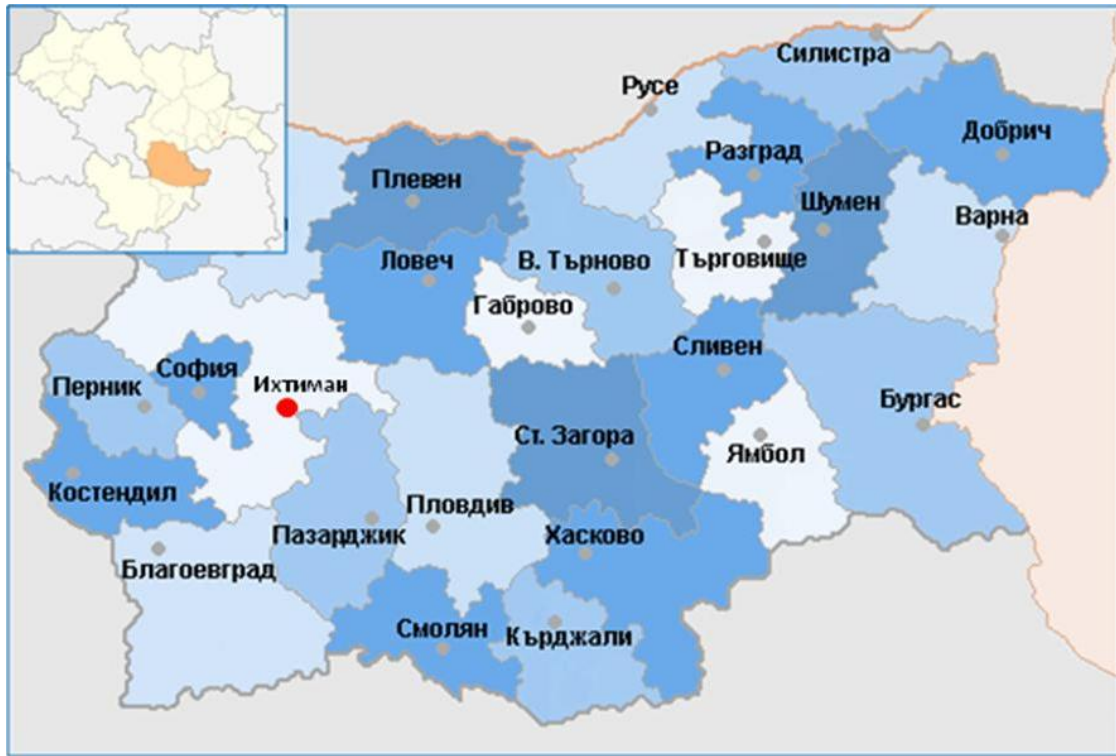 Силистра
Русе
Добрич
Разград
Плевен
Шумен
Варна
Ловеч
В. Търново
Търговище
Габрово
Сливен
София
Перник
Ихтиман
Бургас
Ст. Загора
Ямбол
Костендил
Пловдив
Пазарджик
Хасково
Благоевград
Смолян
Кърджали